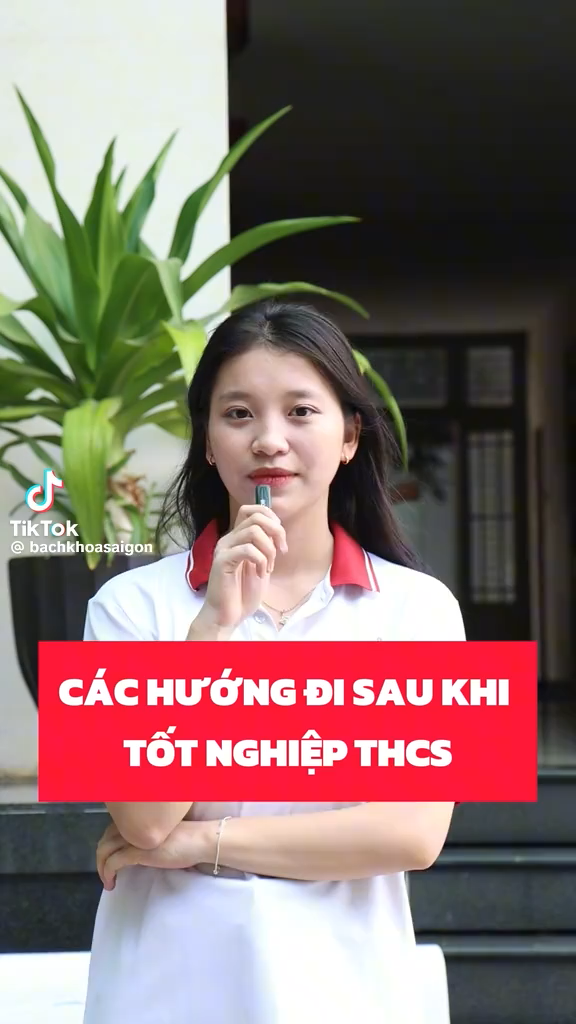 TikTok
@ bachkhoasaigon
CÁC HƯỚNG ĐI SAU KHI
TỐT NGHIỆP THCS